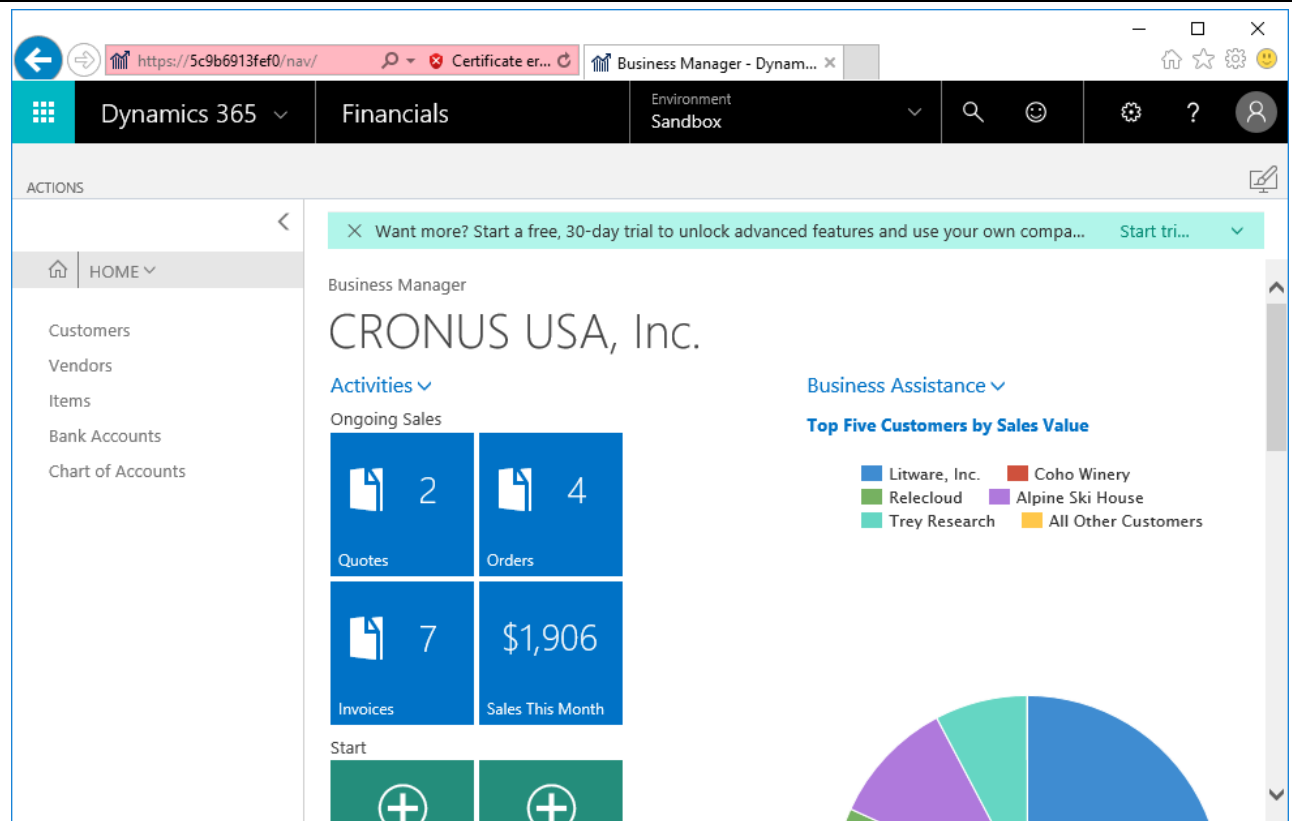 https://5c9b6913fef0/nav/
Certificate er...
Business Manager - Dynam...
Dynamics 365
Financials
Environment
Sandbox
?
ACTIONS
Want more? Start a free, 30-day trial to unlock advanced features and use your own compa...
Start tri...
HOME
Customers
Vendors
Items
Bank Accounts
Chart of Accounts
Business Manager
CRONUS USA, Inc.
Activities
Ongoing Sales
2
Quotes
4
Orders
7
Invoices
$1,906
Sales This Month
Start
Business Assistance
Top Five Customers by Sales Value
Litware, Inc. Coho Winery
Relecloud Alpine Ski House
Trey Research All Other Customers